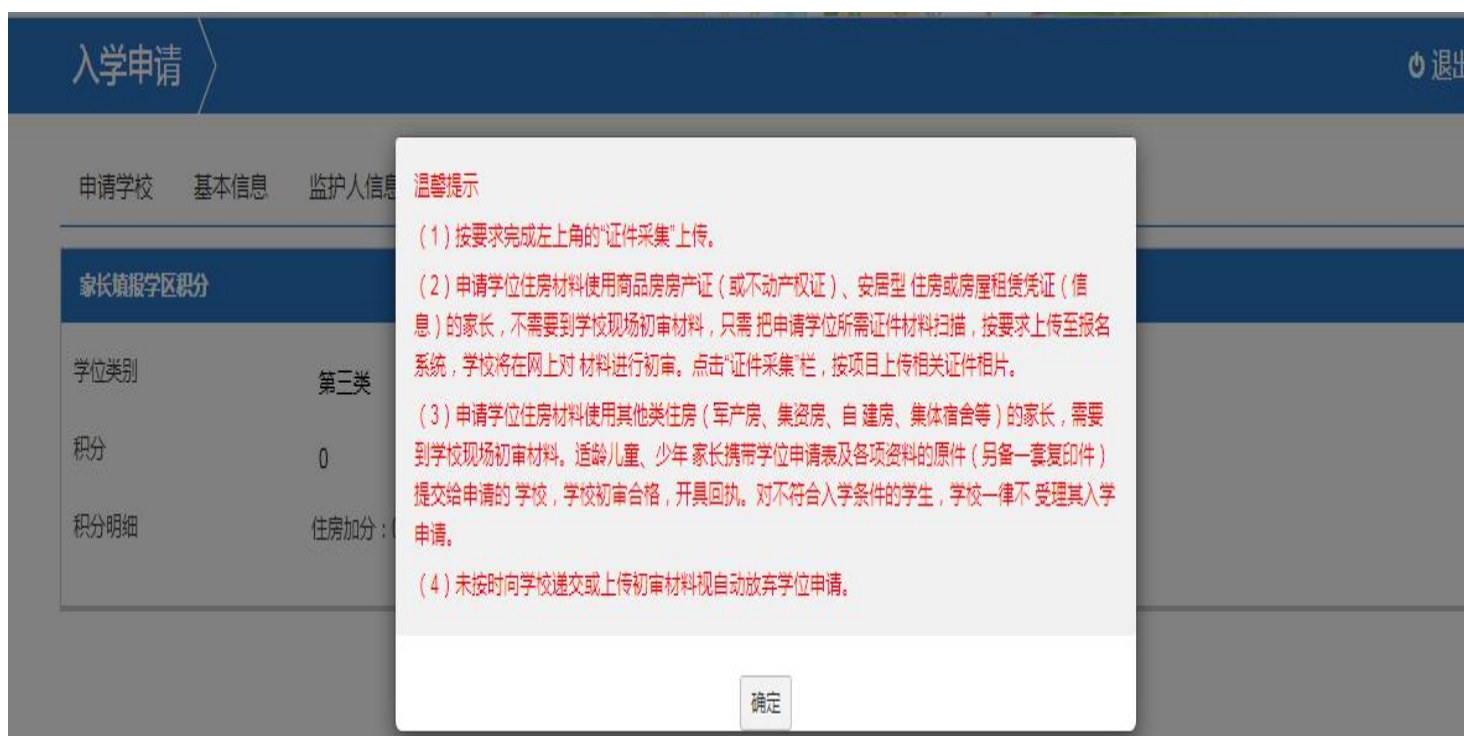 入学申请
退出
申请学校 基本信息 监护人信息
家长填报学区积分
学位类别 第三类
积分 0
积分明细 住房加分：0
温馨提示
（1）按要求完成左上角的“证件采集”上传。
（2）申请学位住房材料使用商品房房产证（或不动产权证）、安居型 住房或房屋租赁凭证（信
息）的家长，不需要到学校现场初审材料，只需 把申请学位所需证件材料扫描，按要求上传至报名
系统，学校将在网上对 材料进行初审。点击“证件采集”栏，按项目上传相关证件相片。
（3）申请学位住房材料使用其他类住房（军产房、集资房、自 建房、集体宿舍等）的家长，需要
到学校现场初审材料。适龄儿童、少年 家长携带学位申请表及各项资料的原件（另备一套复印件）
提交给申请的 学校，学校初审合格，开具回执。对不符合入学条件的学生，学校一律不 受理其入学
申请。
（4）未按时向学校递交或上传初审材料视自动放弃学位申请。
确定